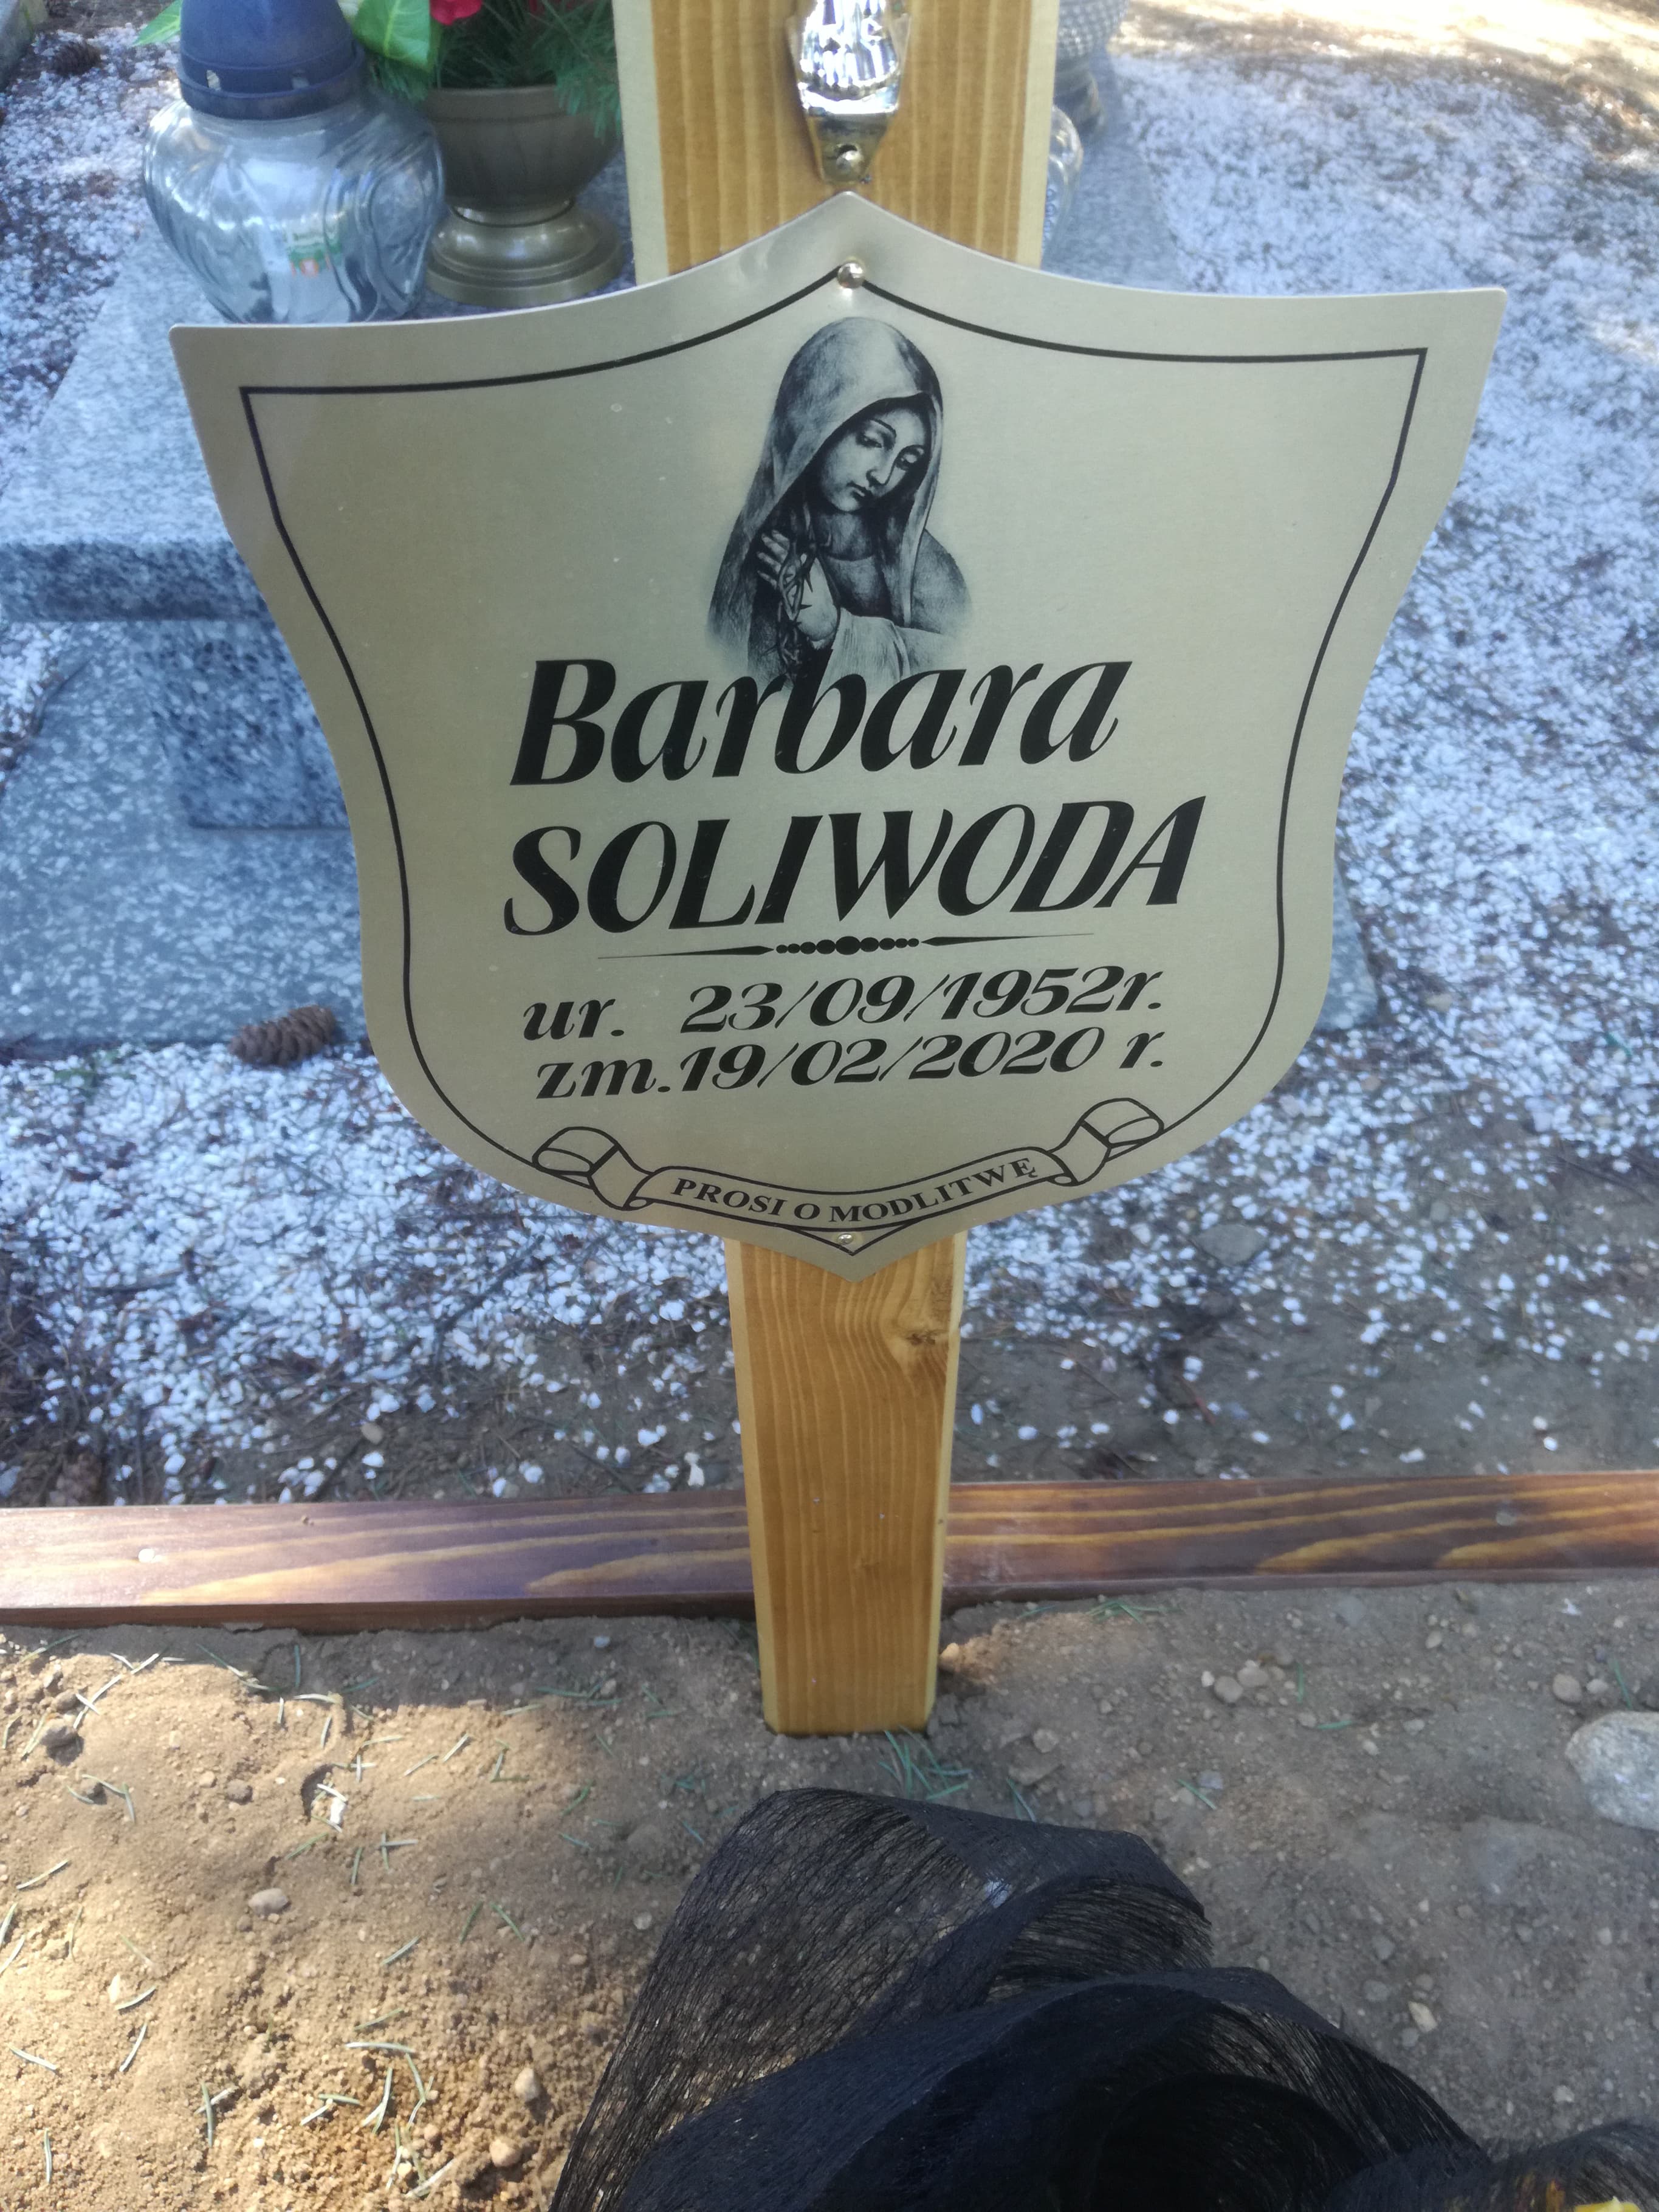 Barbara
SOLIWODA
ur. 23/09/1952r.
zm.19/02/2020 r.
PROSI O MODLITWĘ